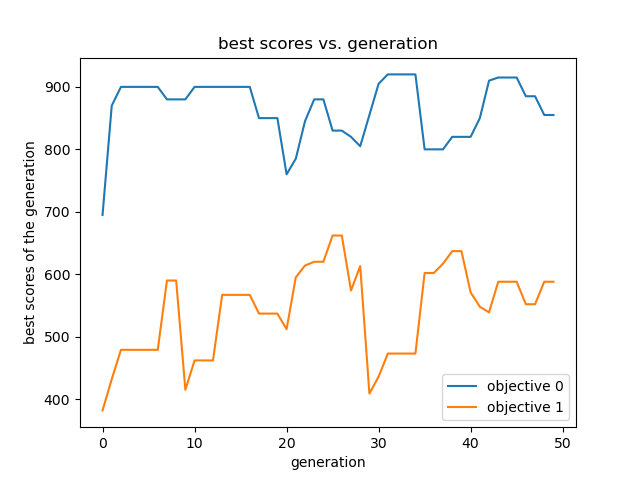 best scores vs. generation
best scores of the generation
900
800
700
600
500
400
0
10
20
30
40
50
generation
objective 0
objective 1